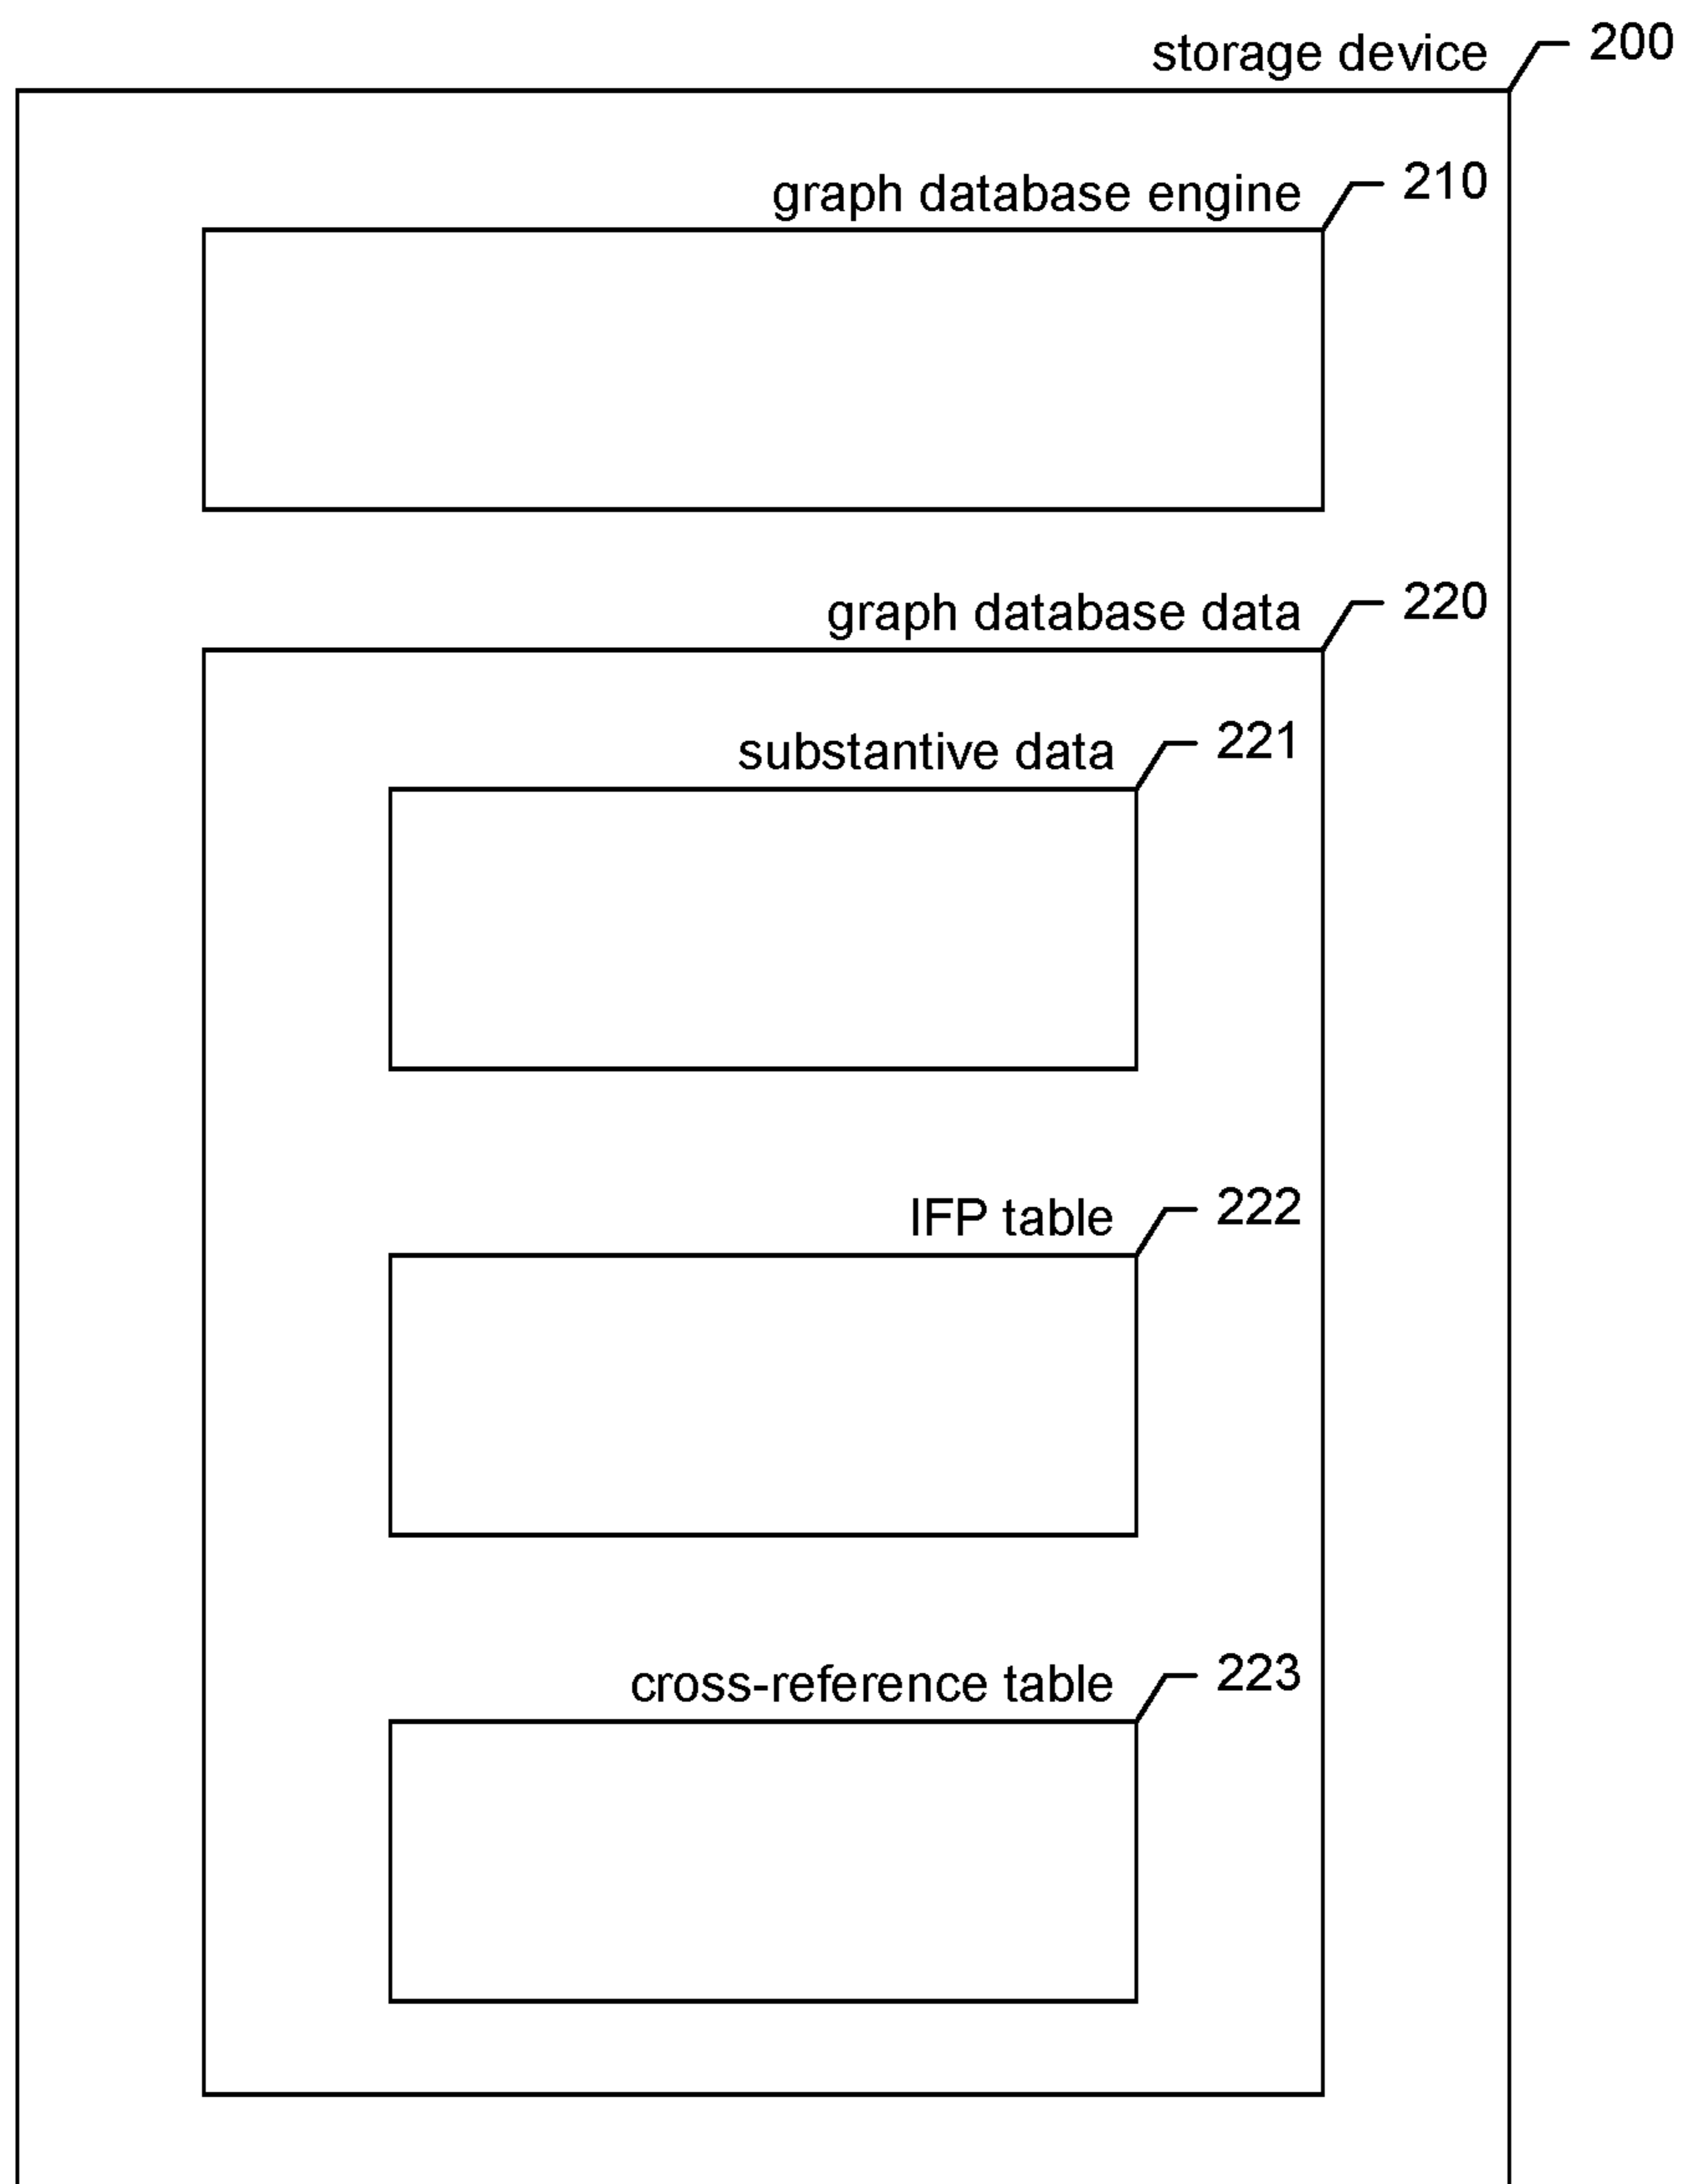 storage device 200
graph database engine 210
graph database data 220
substantive data 221
IFP table 222
cross-reference table 223